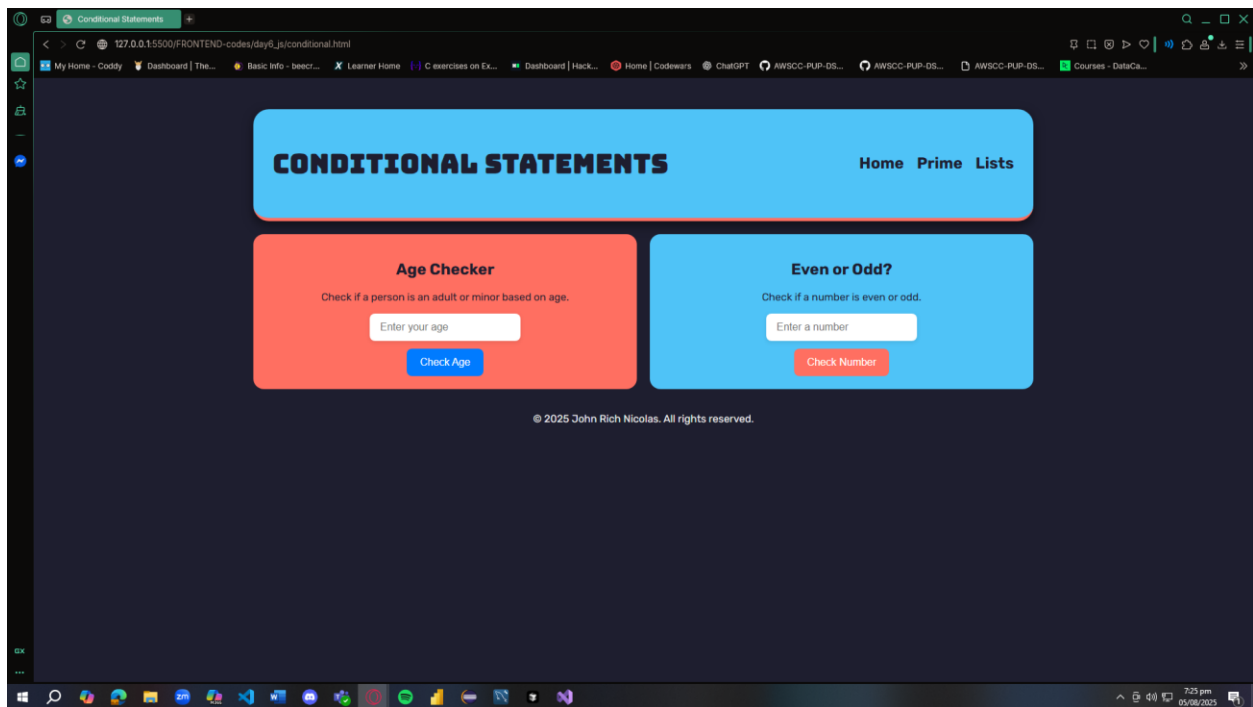 Conditional Statements
127.0.0.1:5500/FRONTEND-codes/day6_js/conditional.html
My Home - Coddy Dashboard | The... Basic Info - beecr... Learner Home C exercises on Ex... Dashboard | Hack... Home | Codewars ChatGPT AWSCC-PUP-DS... AWSCC-PUP-DS... AWSCC-PUP-DS... Courses - DataCa...
CONDITIONAL STATEMENTS
Home Prime Lists
Age Checker
Check if a person is an adult or minor based on age.
Enter your age
Check Age
Even or Odd?
Check if a number is even or odd.
Enter a number
Check Number
© 2025 John Rich Nicolas. All rights reserved.
GX
zm
7:25 pm
05/08/2025